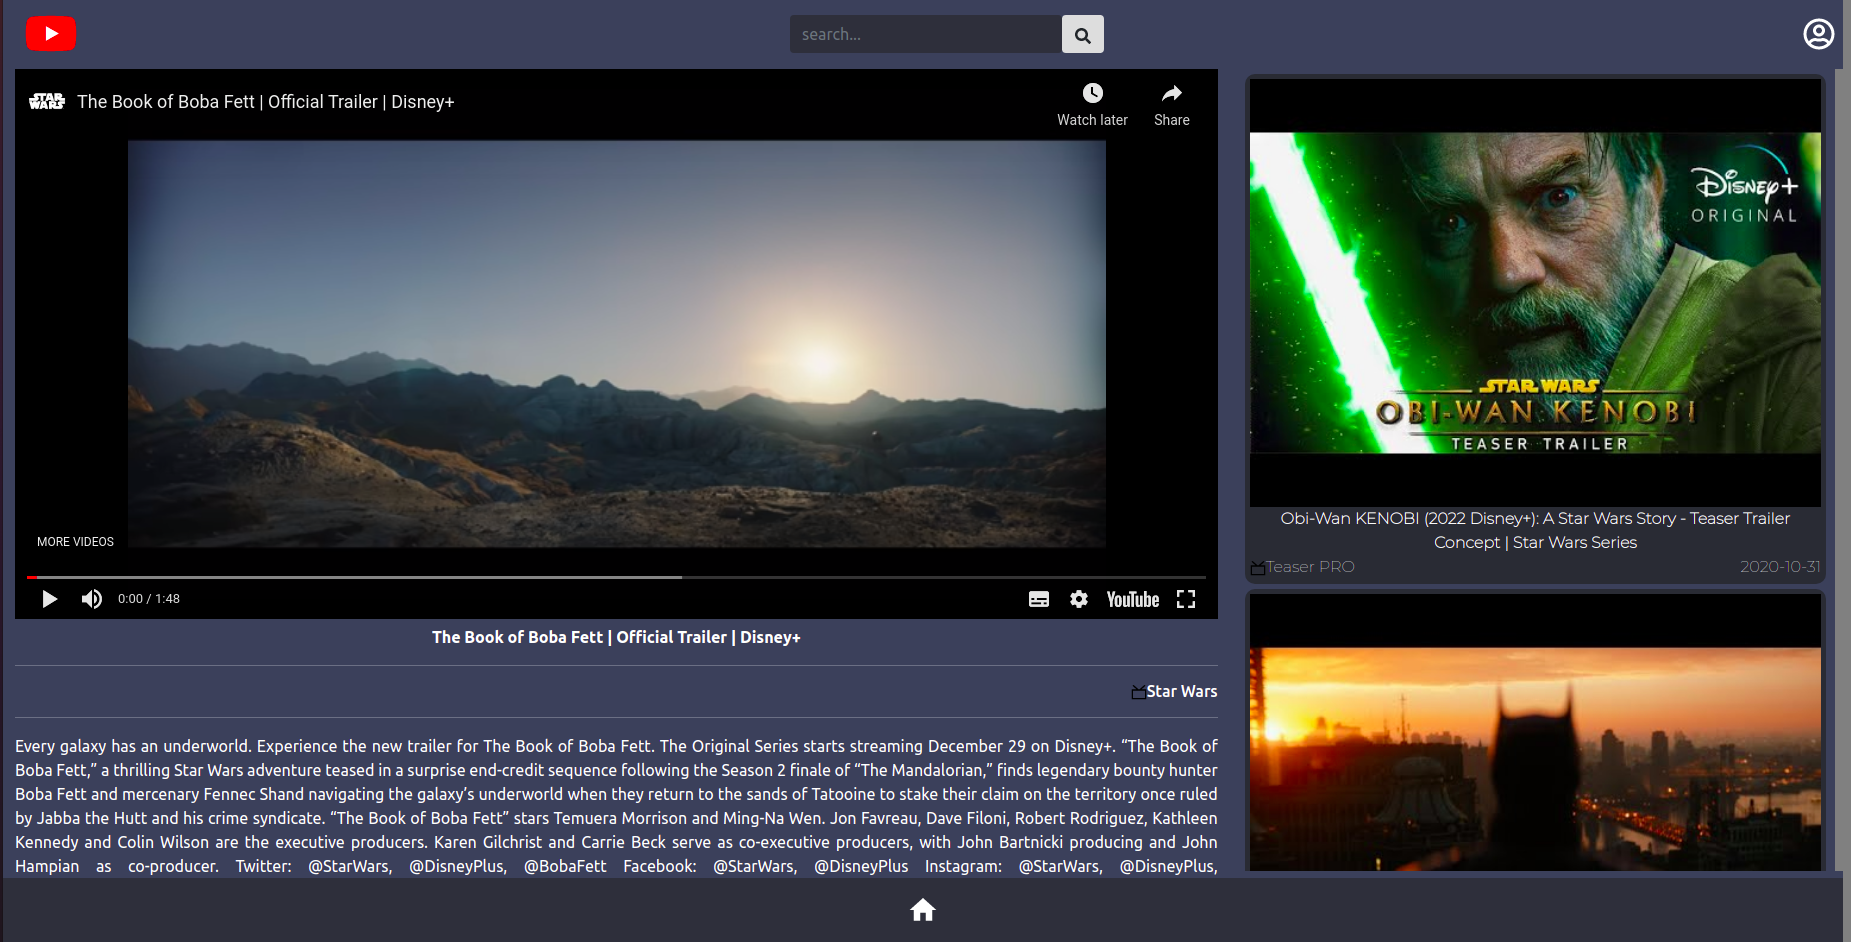 search...
STAR WARS
The Book of Boba Fett | Official Trailer | Disney+
Watch later
Share
MORE VIDEOS
0:00 / 1:48
YouTube
The Book of Boba Fett | Official Trailer | Disney+
Star Wars
Every galaxy has an underworld. Experience the new trailer for The Book of Boba Fett. The Original Series starts streaming December 29 on Disney+. “The Book of
Boba Fett,” a thrilling Star Wars adventure teased in a surprise end-credit sequence following the Season 2 finale of “The Mandalorian,” finds legendary bounty hunter
Boba Fett and mercenary Fennec Shand navigating the galaxy’s underworld when they return to the sands of Tatooine to stake their claim on the territory once ruled
by Jabba the Hutt and his crime syndicate. “The Book of Boba Fett” stars Temuera Morrison and Ming-Na Wen. Jon Favreau, Dave Filoni, Robert Rodriguez, Kathleen
Kennedy and Colin Wilson are the executive producers. Karen Gilchrist and Carrie Beck serve as co-executive producers, with John Bartnicki producing and John
Hampian as co-producer. Twitter: @StarWars, @DisneyPlus, @BobaFett Facebook: @StarWars, @DisneyPlus Instagram: @StarWars, @DisneyPlus,
Disney+
ORIGINAL
STAR WARS
OBI-WAN KENOBI
TEASER TRAILER
Obi-Wan KENOBI (2022 Disney+): A Star Wars Story - Teaser Trailer
Concept | Star Wars Series
Teaser PRO
2020-10-31